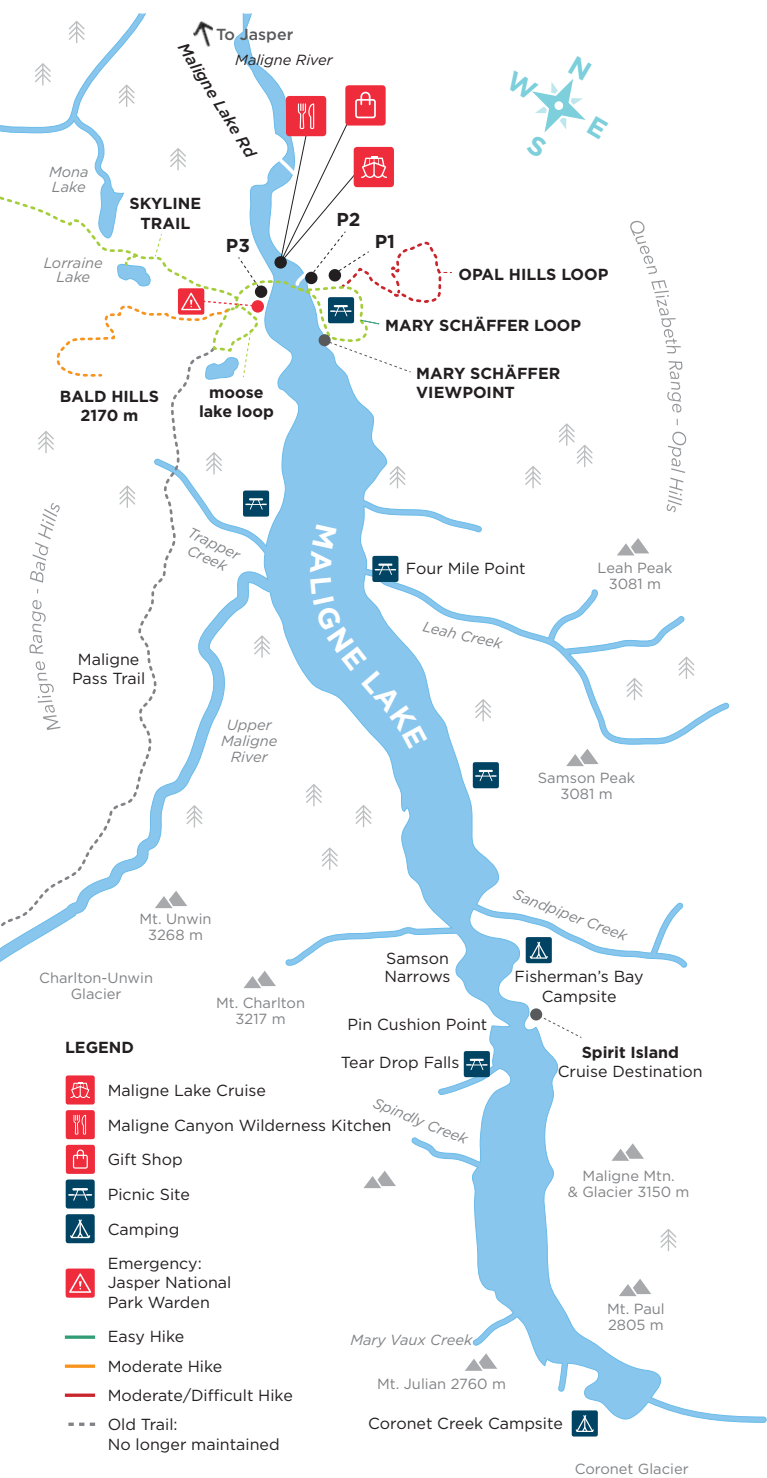 To Jasper
Maligne River
Maligne Lake Rd
N
W
E
S
Mona
Lake
SKYLINE
TRAIL
P3
P2
P1
Lorraine
Lake
OPAL HILLS LOOP
MARY SCHÄFFER LOOP
MARY SCHÄFFER
VIEWPOINT
BALD HILLS
2170 m
moose
lake loop
Queen Elizabeth Range - Opal Hills
Maligne Range - Bald Hills
Trapper
Creek
MALIGNE LAKE
Four Mile Point
Leah Peak
3081 m
Leah Creek
Maligne
Pass Trail
Upper
Maligne
River
Samson Peak
3081 m
Mt. Unwin
3268 m
Sandpiper Creek
Charlton-Unwin
Glacier
Mt. Charlton
3217 m
Samson
Narrows
Fisherman's Bay
Campsite
Pin Cushion Point
Tear Drop Falls
Spirit Island
Cruise Destination
Spindly Creek
Maligne Mtn.
& Glacier 3150 m
Mt. Paul
2805 m
Mary Vaux Creek
Mt. Julian 2760 m
Coronet Creek Campsite
Coronet Glacier
LEGEND
Maligne Lake Cruise
Maligne Canyon Wilderness Kitchen
Gift Shop
Picnic Site
Camping
Emergency:
Jasper National
Park Warden
Easy Hike
Moderate Hike
Moderate/Difficult Hike
Old Trail:
No longer maintained